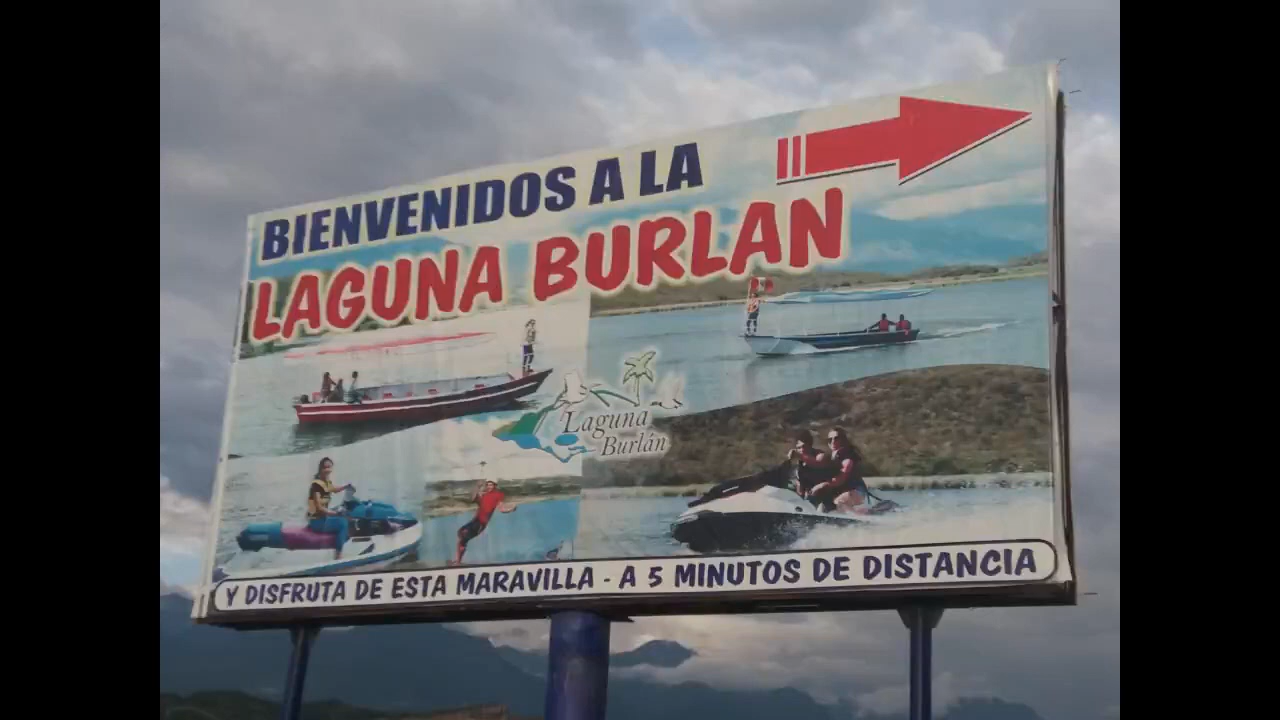 BIENVENIDOS A LA
LAGUNA BURLAN
Laguna
Burlán
Y DISFRUTA DE ESTA MARAVILLA - A 5 MINUTOS DE DISTANCIA